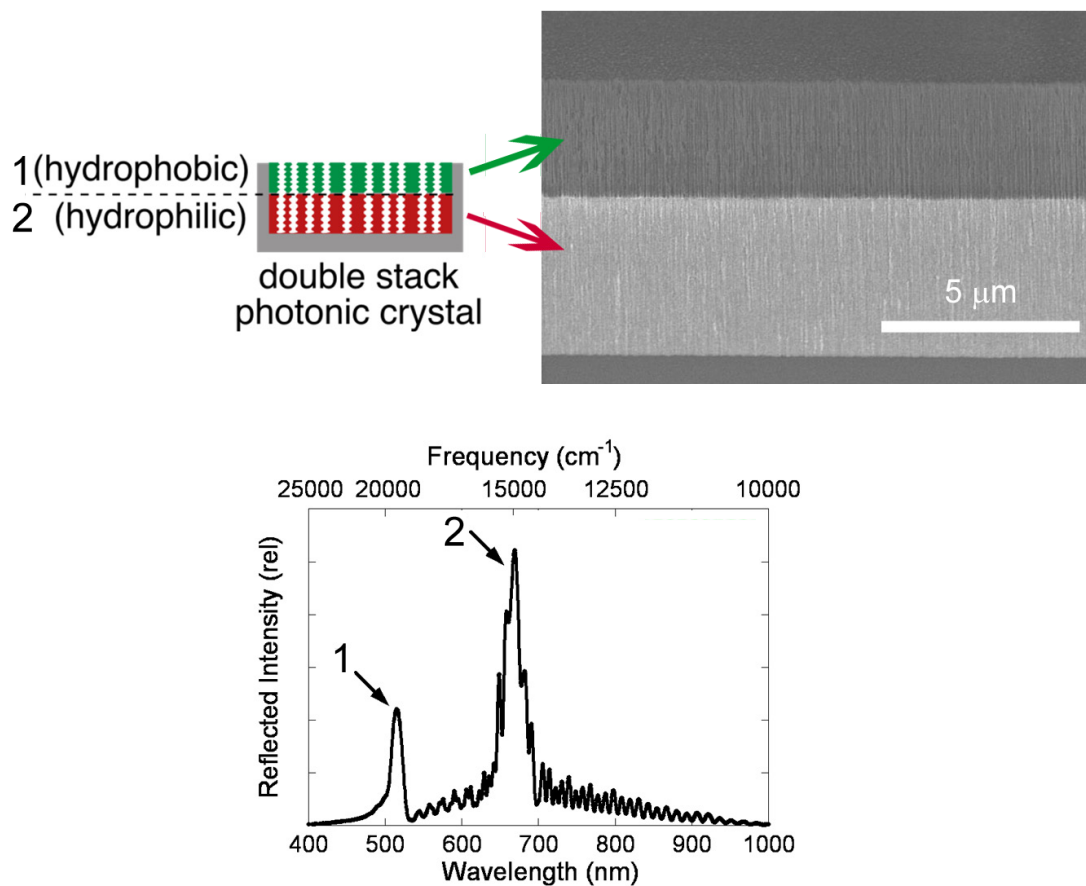 1 (hydrophobic)
2 (hydrophilic)
double stack
photonic crystal
5 μm
Frequency (cm⁻¹)
25000 20000 15000 12500 10000
Reflected Intensity (rel)
1
2
400 500 600 700 800 900 1000
Wavelength (nm)